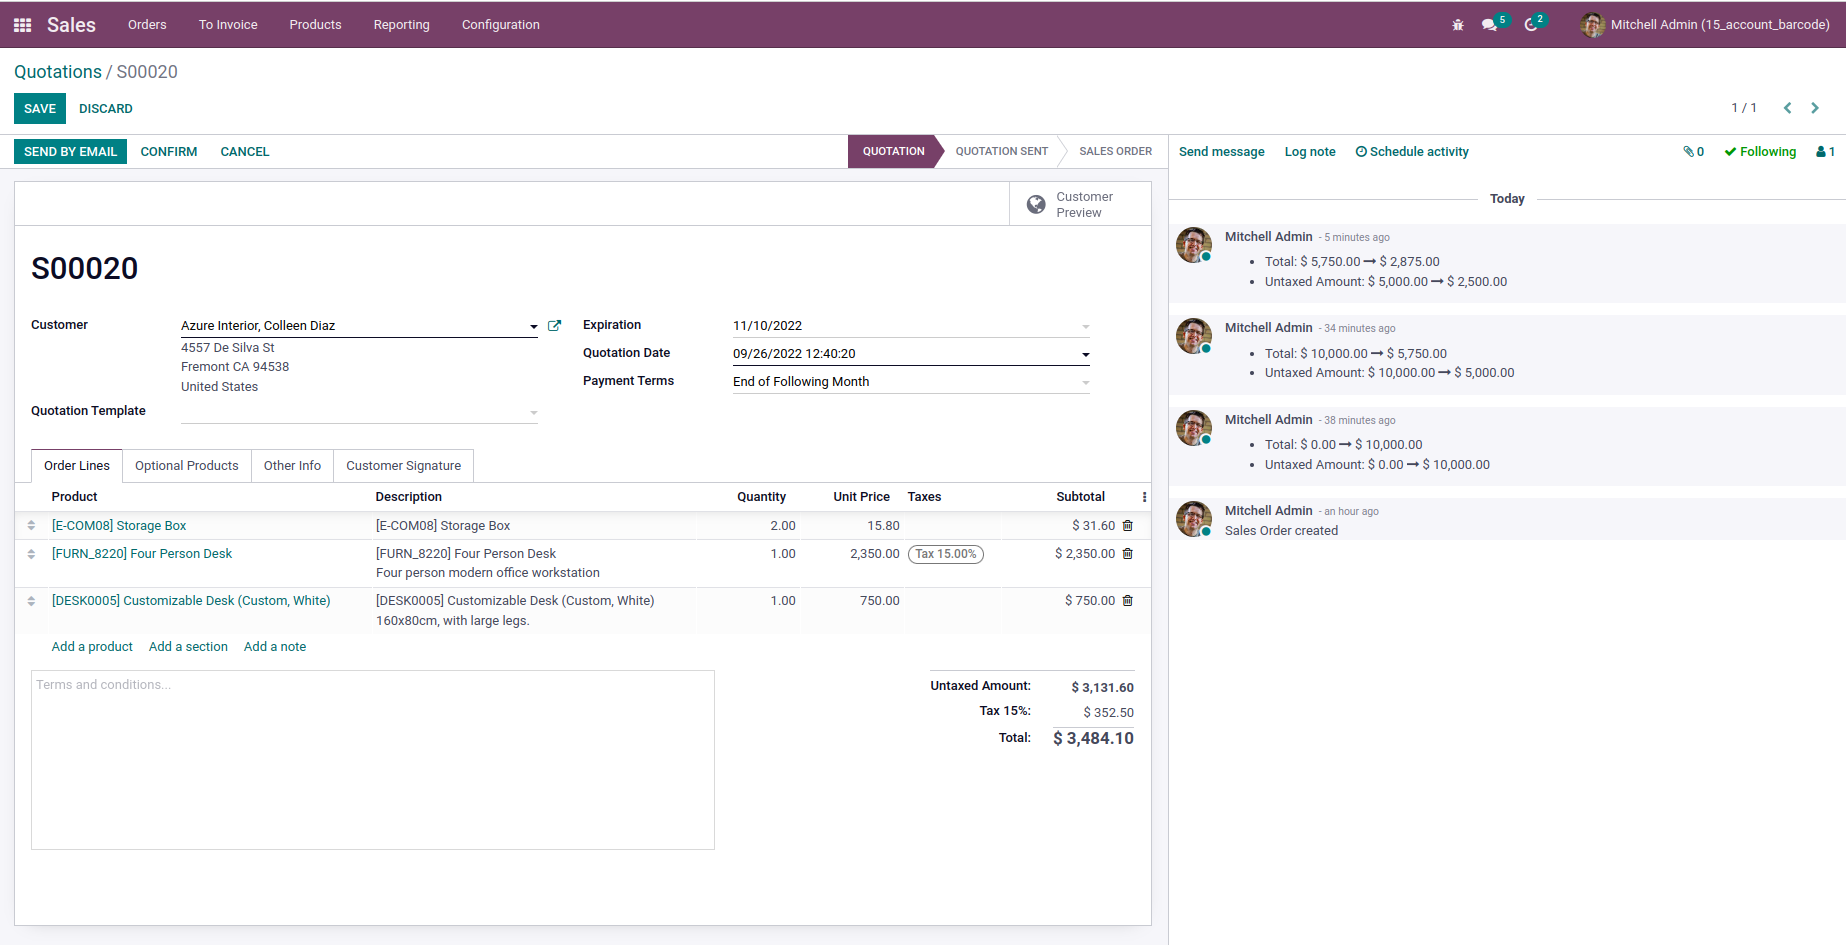 Sales Orders To Invoice Products Reporting Configuration 5 2 Mitchell Admin (15_account_barcode)
Quotations / S00020
SAVE DISCARD 1 / 1
SEND BY EMAIL CONFIRM CANCEL QUOTATION QUOTATION SENT SALES ORDER
Customer
Preview
S00020
Customer Azure Interior, Colleen Diaz
4557 De Silva St
Fremont CA 94538
United States
Quotation Template
Expiration 11/10/2022
Quotation Date 09/26/2022 12:40:20
Payment Terms End of Following Month
Order Lines Optional Products Other Info Customer Signature
Product Description Quantity Unit Price Taxes Subtotal
[E-COM08] Storage Box [E-COM08] Storage Box 2.00 15.80 $ 31.60
[FURN_8220] Four Person Desk [FURN_8220] Four Person Desk 1.00 2,350.00 Tax 15.00% $ 2,350.00
Four person modern office workstation
[DESK0005] Customizable Desk (Custom, White) [DESK0005] Customizable Desk (Custom, White) 1.00 750.00 $ 750.00
160x80cm, with large legs.
Add a product Add a section Add a note
Terms and conditions...
Untaxed Amount: $ 3,131.60
Tax 15%: $ 352.50
Total: $ 3,484.10
Send message Log note Schedule activity 0 Following 1
Today
Mitchell Admin - 5 minutes ago
• Total: $ 5,750.00 → $ 2,875.00
• Untaxed Amount: $ 5,000.00 → $ 2,500.00
Mitchell Admin - 34 minutes ago
• Total: $ 10,000.00 → $ 5,750.00
• Untaxed Amount: $ 10,000.00 → $ 5,000.00
Mitchell Admin - 38 minutes ago
• Total: $ 0.00 → $ 10,000.00
• Untaxed Amount: $ 0.00 → $ 10,000.00
Mitchell Admin - an hour ago
Sales Order created